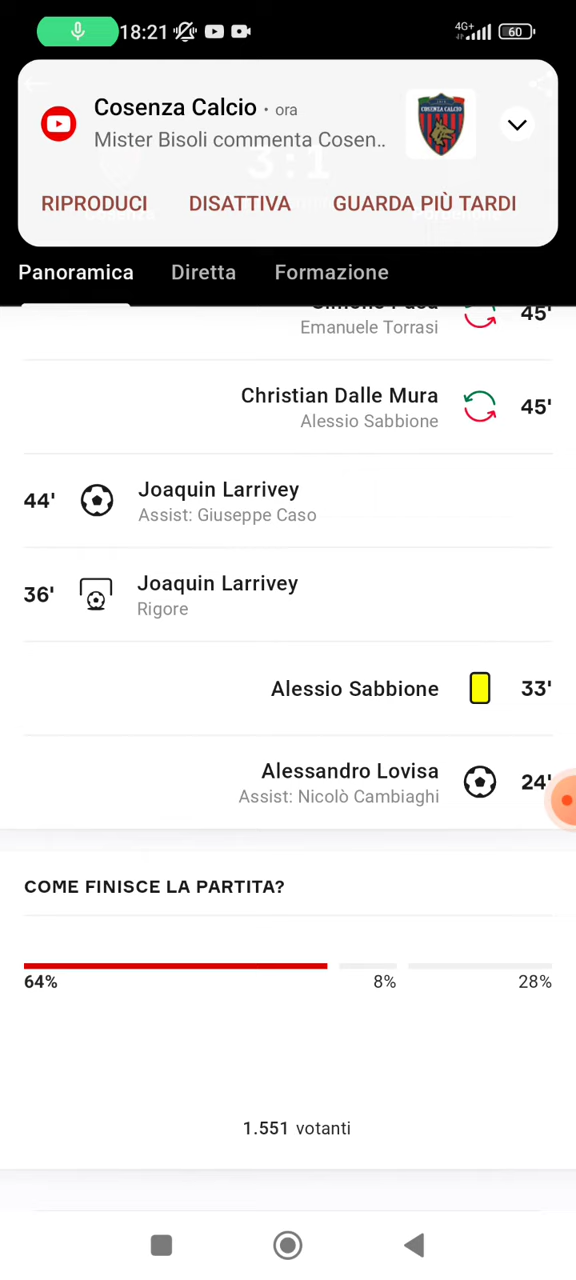 18:21
4G+
60
Cosenza Calcio • ora
Mister Bisoli commenta Cosen..
COSENZA CALCIO
3:1
RIPRODUCI DISATTIVA GUARDA PIÙ TARDI
Panoramica Diretta Formazione
45'
Emanuele Torrasi
Christian Dalle Mura 45'
Alessio Sabbione
44' Joaquin Larrivey
Assist: Giuseppe Caso
36' Joaquin Larrivey
Rigore
Alessio Sabbione 33'
Alessandro Lovisa 24'
Assist: Nicolò Cambiaghi
COME FINISCE LA PARTITA?
64% 8% 28%
1.551 votanti